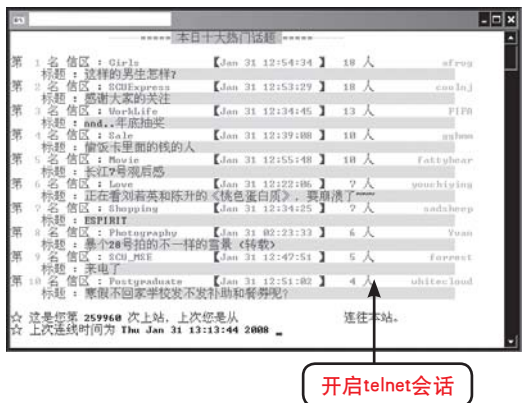 ===== 本日十大热门话题 =====
第 1 名 信区 : Girls 【Jan 31 12:54:34 】 18 人 afrog
标题 : 这样的男生怎样?
第 2 名 信区 : SCUExpress 【Jan 31 12:53:29 】 18 人
标题 : 感谢大家的关注
第 3 名 信区 : WorkLife 【Jan 31 12:34:45 】 13 人 FIFA
标题 : nnd..年底抽奖
第 4 名 信区 : Sale 【Jan 31 12:39:08 】 10 人
标题 : 偷饭卡里面的钱的人
第 5 名 信区 : Movie 【Jan 31 12:55:48 】 10 人 fattybear
标题 : 长江7号观后感
第 6 名 信区 : Love 【Jan 31 12:22:06 】 7 人 youchiying
标题 : 正在看刘若英和陈升的《桃色蛋白质》，要崩溃了~~~~
第 7 名 信区 : Shopping 【Jan 31 12:34:25 】 7 人 sadsheep
标题 : ESPIRIT
第 8 名 信区 : Photography 【Jan 31 02:23:33 】 6 人 Yuan
标题 : 暴个28号拍的不一样的雪景 (转载)
第 9 名 信区 : SCU_MSE 【Jan 31 12:47:51 】 5 人 forrest
标题 : 来电了
第 10 名 信区 : Postgraduate 【Jan 31 12:51:02 】 4 人 whitecloud
标题 : 寒假不回家学校发不发补助和餐券呢?
☆ 这是您第 259960 次上站，上次您是从 连往本站。
☆ 上次连线时间为 Thu Jan 31 13:13:44 2008 _
开启telnet会话